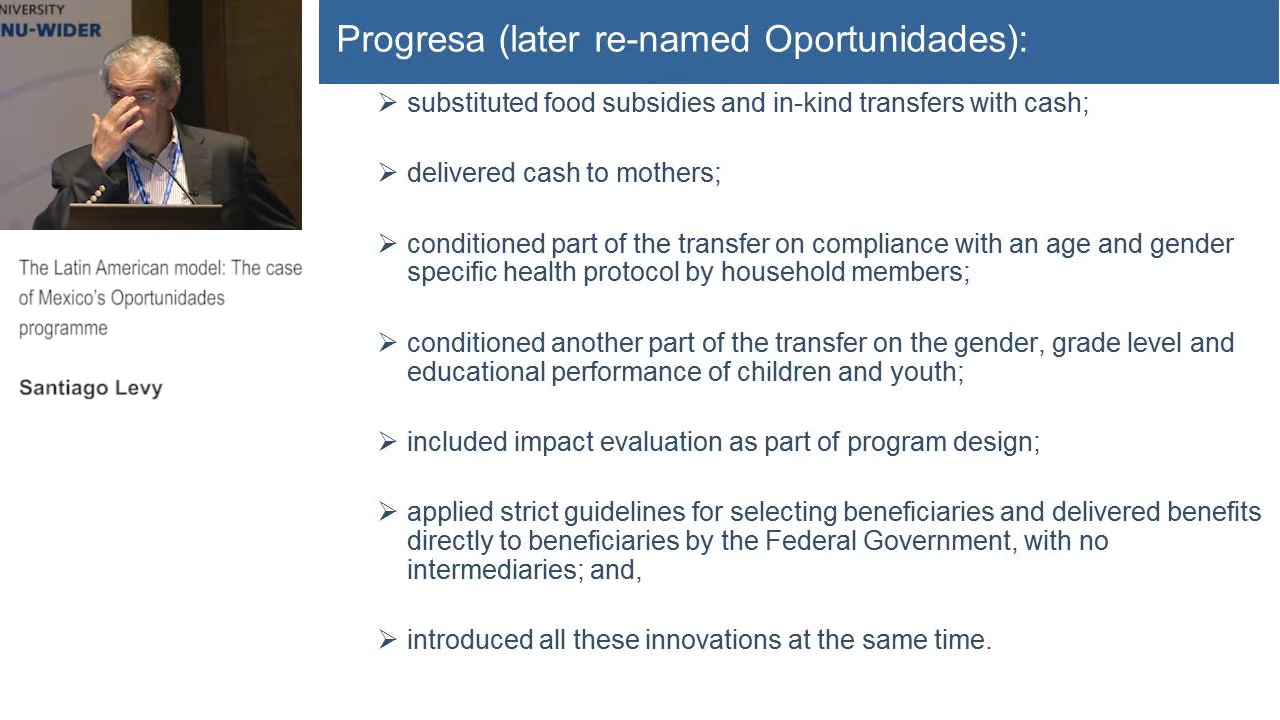 NIVERSITY
NU-WIDER
The Latin American model: The case
of Mexico's Oportunidades
programme
Santiago Levy
Progresa (later re-named Oportunidades):
➢ substituted food subsidies and in-kind transfers with cash;
➢ delivered cash to mothers;
➢ conditioned part of the transfer on compliance with an age and gender
specific health protocol by household members;
➢ conditioned another part of the transfer on the gender, grade level and
educational performance of children and youth;
➢ included impact evaluation as part of program design;
➢ applied strict guidelines for selecting beneficiaries and delivered benefits
directly to beneficiaries by the Federal Government, with no
intermediaries; and,
➢ introduced all these innovations at the same time.